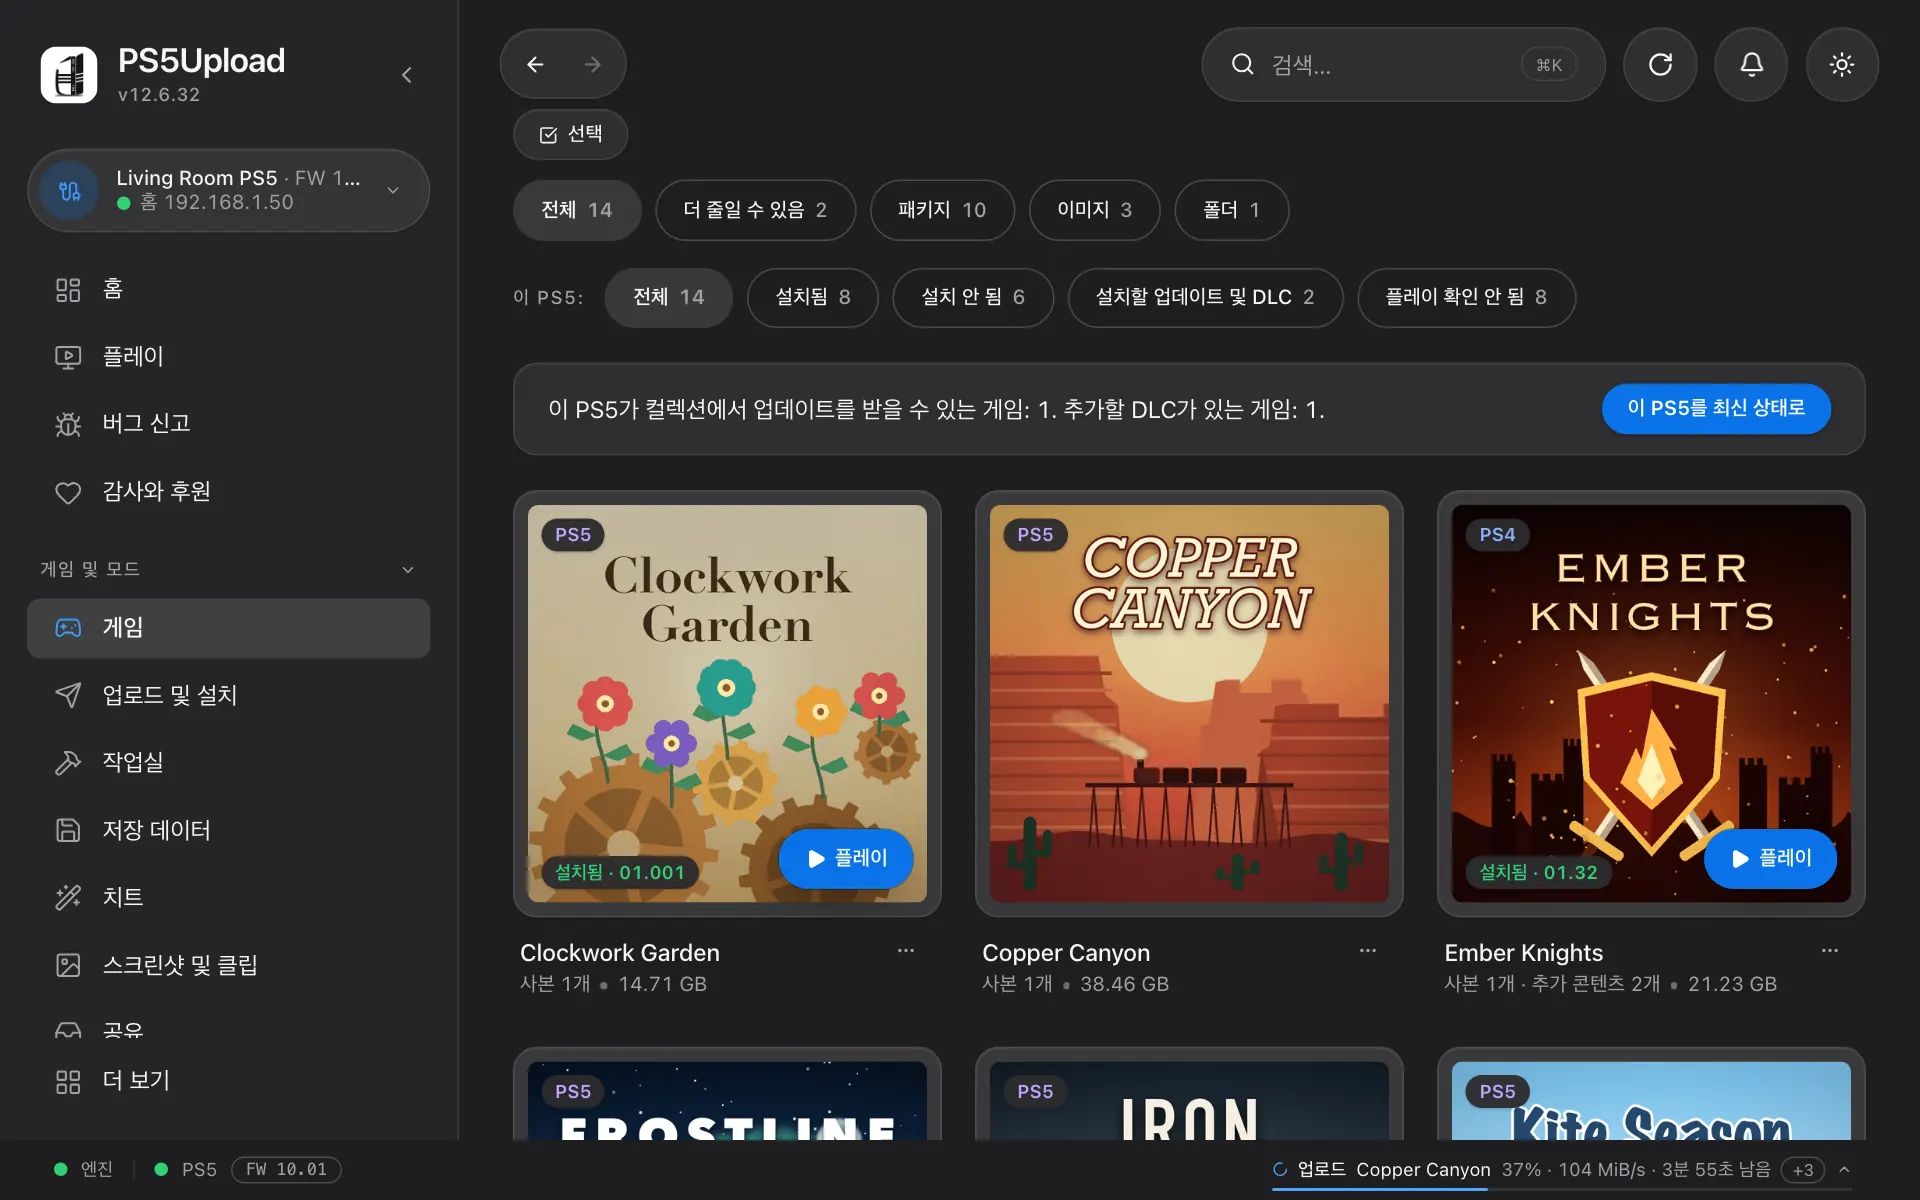 PS5Upload
v12.6.32
Living Room PS5 · FW 1...
홈 192.168.1.50
홈
플레이
버그 신고
감사와 후원
게임 및 모드
게임
업로드 및 설치
작업실
저장 데이터
치트
스크린샷 및 클립
공유
더 보기
검색... ⌘K
선택
전체 14
더 줄일 수 있음 2
패키지 10
이미지 3
폴더 1
이 PS5:
전체 14
설치됨 8
설치 안 됨 6
설치할 업데이트 및 DLC 2
플레이 확인 안 됨 8
이 PS5가 컬렉션에서 업데이트를 받을 수 있는 게임: 1. 추가할 DLC가 있는 게임: 1.
이 PS5를 최신 상태로
PS5
Clockwork
Garden
설치됨 · 01.001
플레이
Clockwork Garden
사본 1개 • 14.71 GB
PS5
COPPER
CANYON
Copper Canyon
사본 1개 • 38.46 GB
PS4
EMBER
KNIGHTS
설치됨 · 01.32
플레이
Ember Knights
사본 1개 · 추가 콘텐츠 2개 • 21.23 GB
PS5
FROSTLINE
PS5
IRON
PS5
Kite Season
엔진
PS5
FW 10.01
업로드 Copper Canyon 37% · 104 MiB/s · 3분 55초 남음 +3